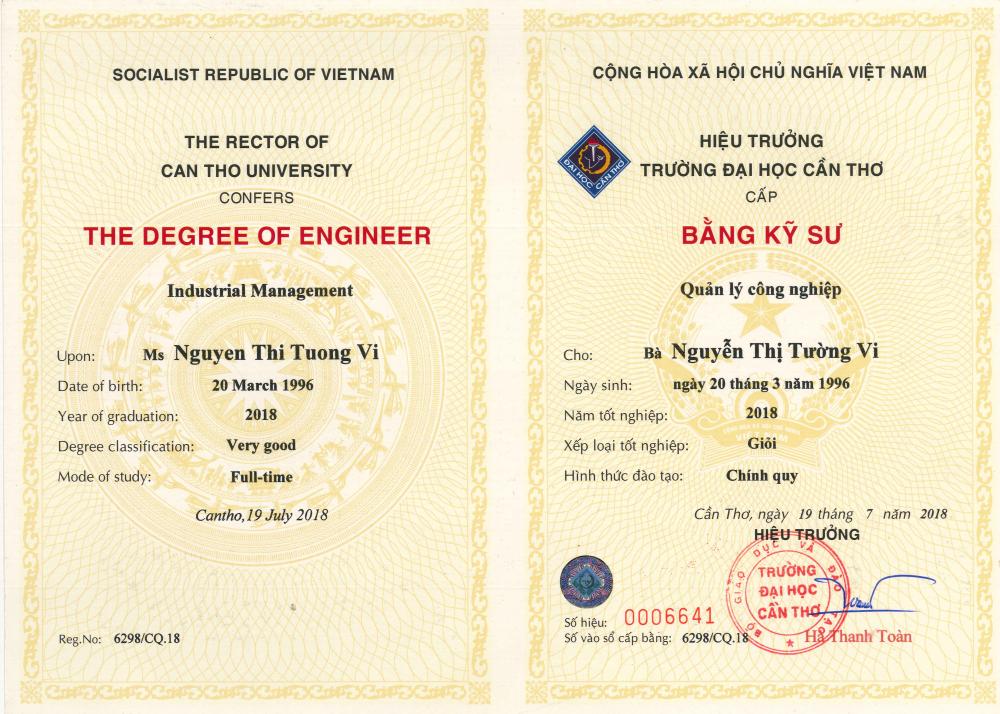 SOCIALIST REPUBLIC OF VIETNAM
THE RECTOR OF
CAN THO UNIVERSITY
CONFERS
THE DEGREE OF ENGINEER
Industrial Management
Upon: Ms Nguyen Thi Tuong Vi
Date of birth: 20 March 1996
Year of graduation: 2018
Degree classification: Very good
Mode of study: Full-time
Cantho,19 July 2018
Reg.No: 6298/CQ.18
CỘNG HÒA XÃ HỘI CHỦ NGHĨA VIỆT NAM
ĐẠI HỌC CẦN THƠ
HIỆU TRƯỞNG
TRƯỜNG ĐẠI HỌC CẦN THƠ
CẤP
BẰNG KỸ SƯ
Quản lý công nghiệp
Cho: Bà Nguyễn Thị Tường Vi
Ngày sinh: ngày 20 tháng 3 năm 1996
Năm tốt nghiệp: 2018
Xếp loại tốt nghiệp: Giỏi
Hình thức đào tạo: Chính quy
Cần Thơ, ngày 19 tháng 7 năm 2018
HIỆU TRƯỞNG
BỘ GIÁO DỤC VÀ ĐÀO TẠO
TRƯỜNG
ĐẠI HỌC
CẦN THƠ
Số hiệu: 0006641
Số vào sổ cấp bằng: 6298/CQ.18
Hà Thanh Toàn